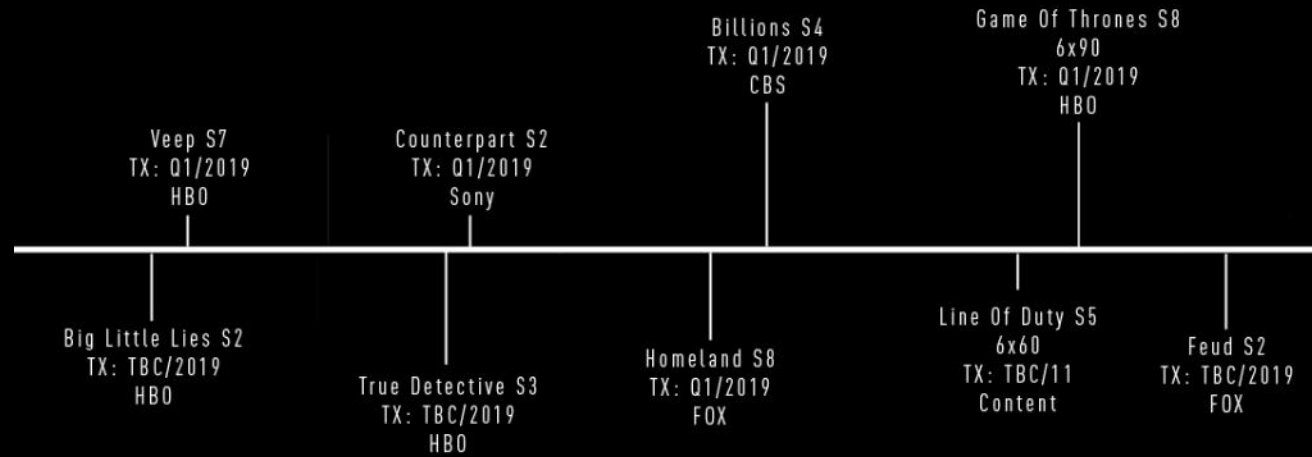 Veep S7
TX: Q1/2019
HBO
Counterpart S2
TX: Q1/2019
Sony
Billions S4
TX: Q1/2019
CBS
Game Of Thrones S8
6x90
TX: Q1/2019
HBO
Big Little Lies S2
TX: TBC/2019
HBO
True Detective S3
TX: TBC/2019
HBO
Homeland S8
TX: Q1/2019
FOX
Line Of Duty S5
6x60
TX: TBC/11
Content
Feud S2
TX: TBC/2019
FOX